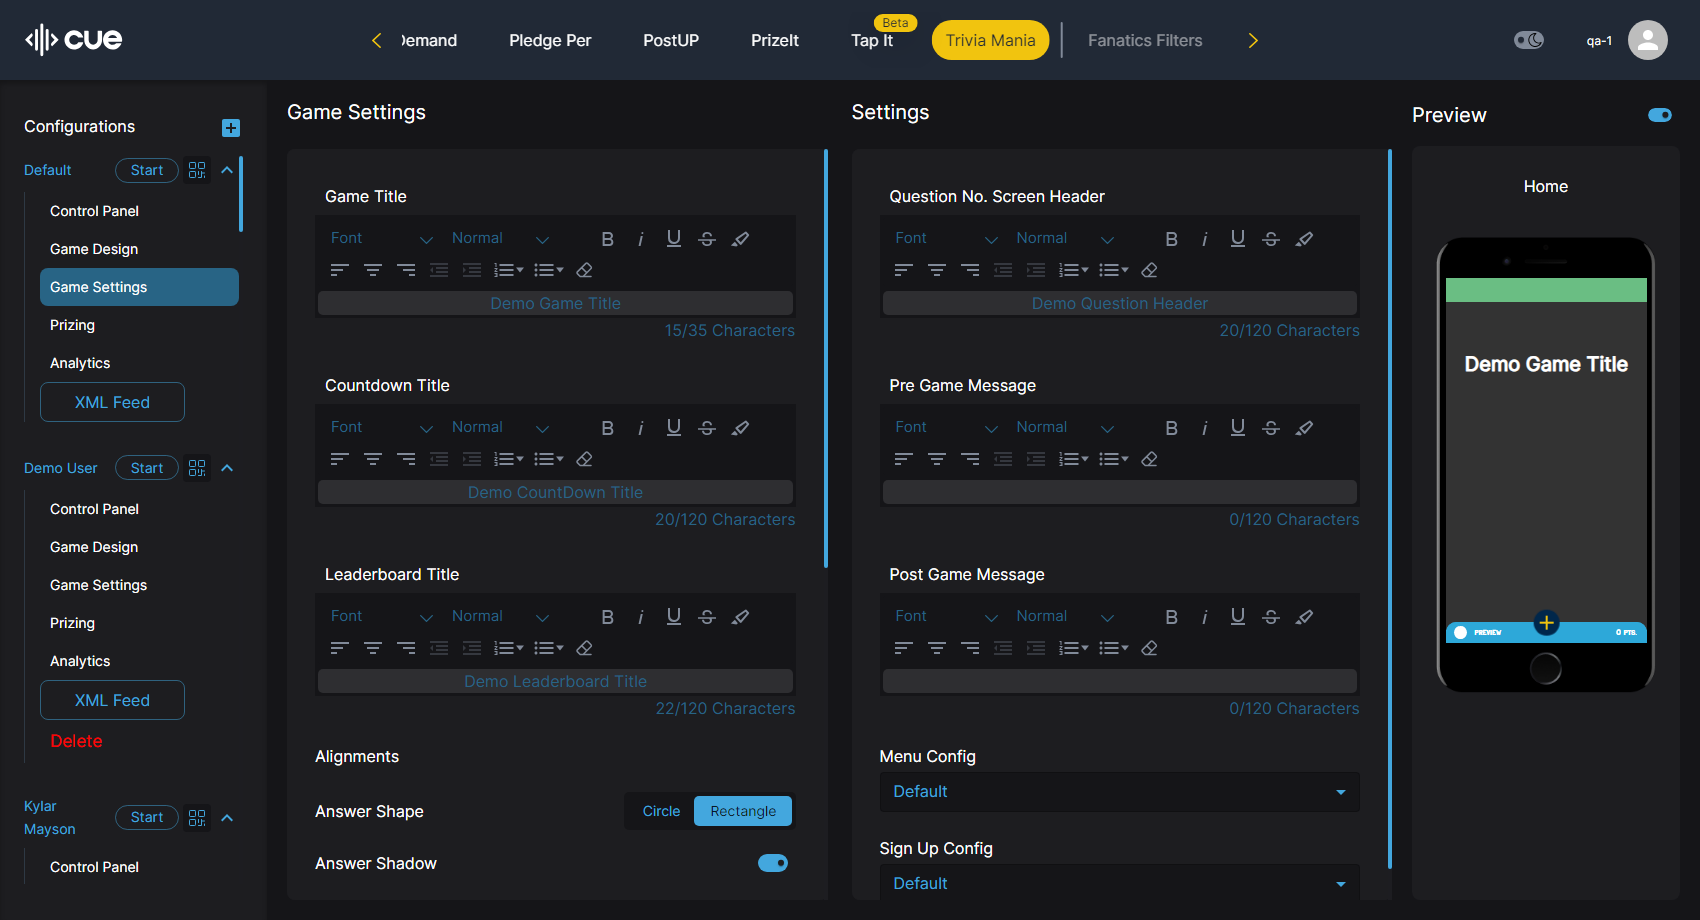 cue
Demand
Pledge Per
PostUP
PrizeIt
Tap It
Beta
Trivia Mania
Fanatics Filters
qa-1
Configurations
Default
Start
Control Panel
Game Design
Game Settings
Prizing
Analytics
XML Feed
Demo User
Start
Control Panel
Game Design
Game Settings
Prizing
Analytics
XML Feed
Delete
Kylar
Mayson
Start
Control Panel
Game Settings
Game Title
Font
Normal
Demo Game Title
15/35 Characters
Countdown Title
Font
Normal
Demo CountDown Title
20/120 Characters
Leaderboard Title
Font
Normal
Demo Leaderboard Title
22/120 Characters
Alignments
Answer Shape
Circle
Rectangle
Answer Shadow
Settings
Question No. Screen Header
Font
Normal
Demo Question Header
20/120 Characters
Pre Game Message
Font
Normal
0/120 Characters
Post Game Message
Font
Normal
0/120 Characters
Menu Config
Default
Sign Up Config
Default
Preview
Home
Demo Game Title
PREVIEW
0 PTS.